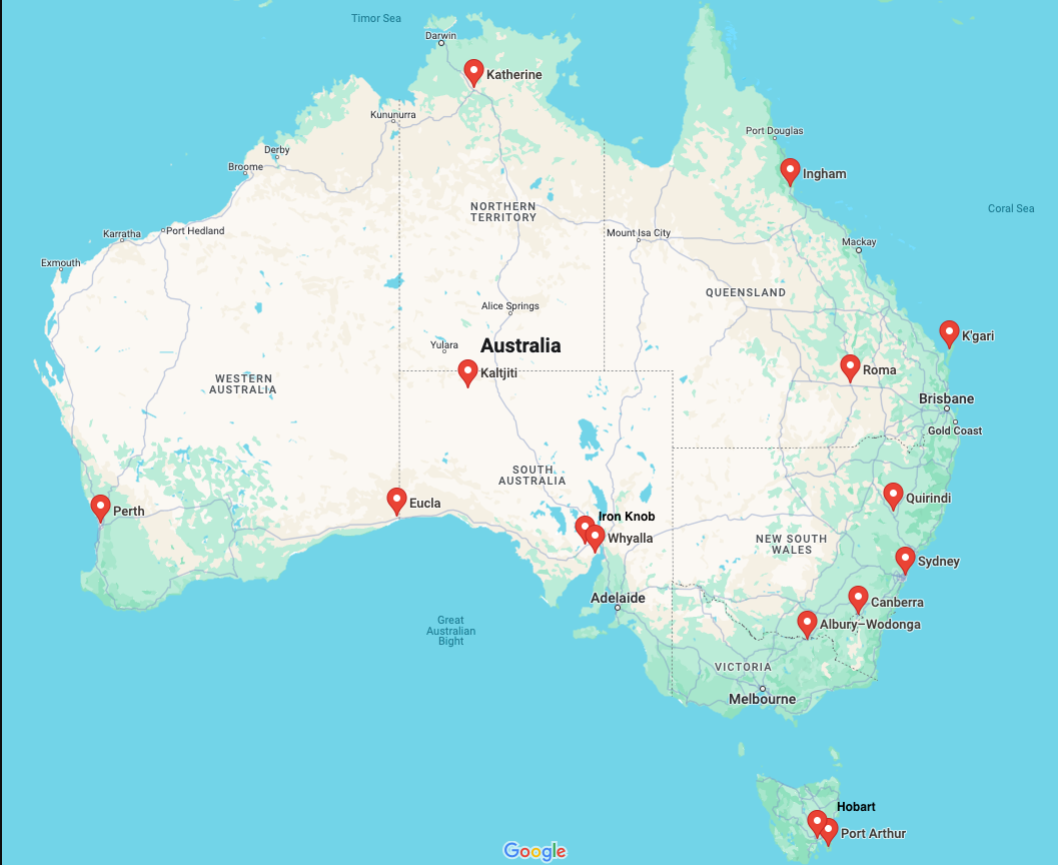 Timor Sea
Darwin
Katherine
Kununurra
Port Douglas
Derby
Broome
Ingham
Coral Sea
NORTHERN
TERRITORY
Port Hedland
Karratha
Mount Isa City
Mackay
Exmouth
QUEENSLAND
Alice Springs
K'gari
Yulara
Australia
Kaltjiti
Roma
WESTERN
AUSTRALIA
Brisbane
Gold Coast
SOUTH
AUSTRALIA
Quirindi
Eucla
Perth
Iron Knob
Whyalla
NEW SOUTH
WALES
Sydney
Adelaide
Canberra
Albury–Wodonga
Great
Australian
Bight
VICTORIA
Melbourne
Hobart
Port Arthur
Google